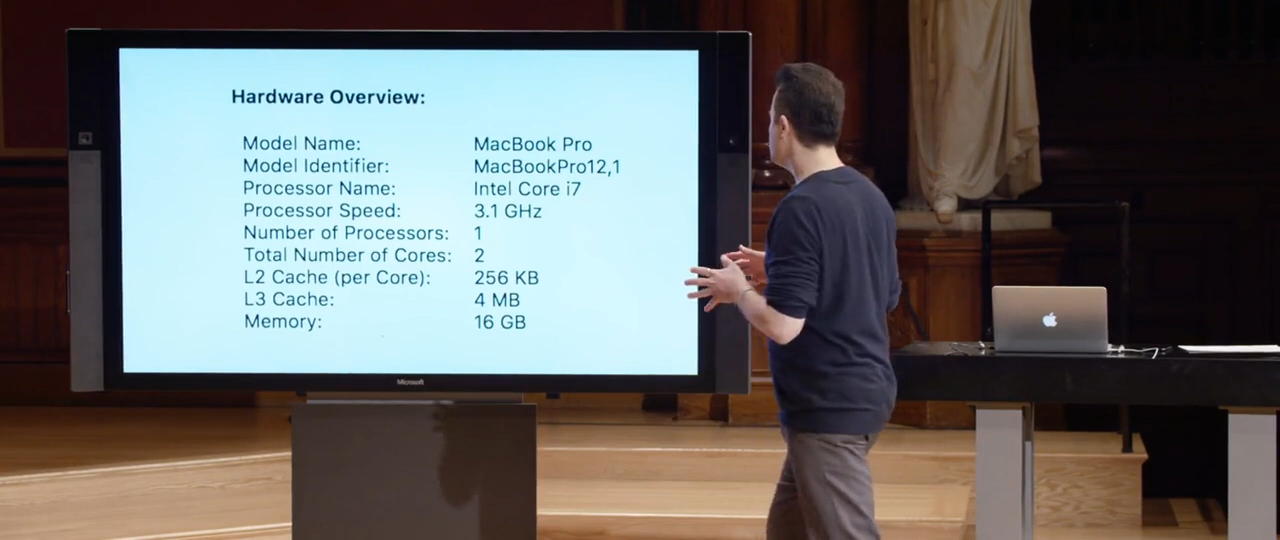 Hardware Overview:
Model Name: MacBook Pro
Model Identifier: MacBookPro12,1
Processor Name: Intel Core i7
Processor Speed: 3.1 GHz
Number of Processors: 1
Total Number of Cores: 2
L2 Cache (per Core): 256 KB
L3 Cache: 4 MB
Memory: 16 GB
Microsoft